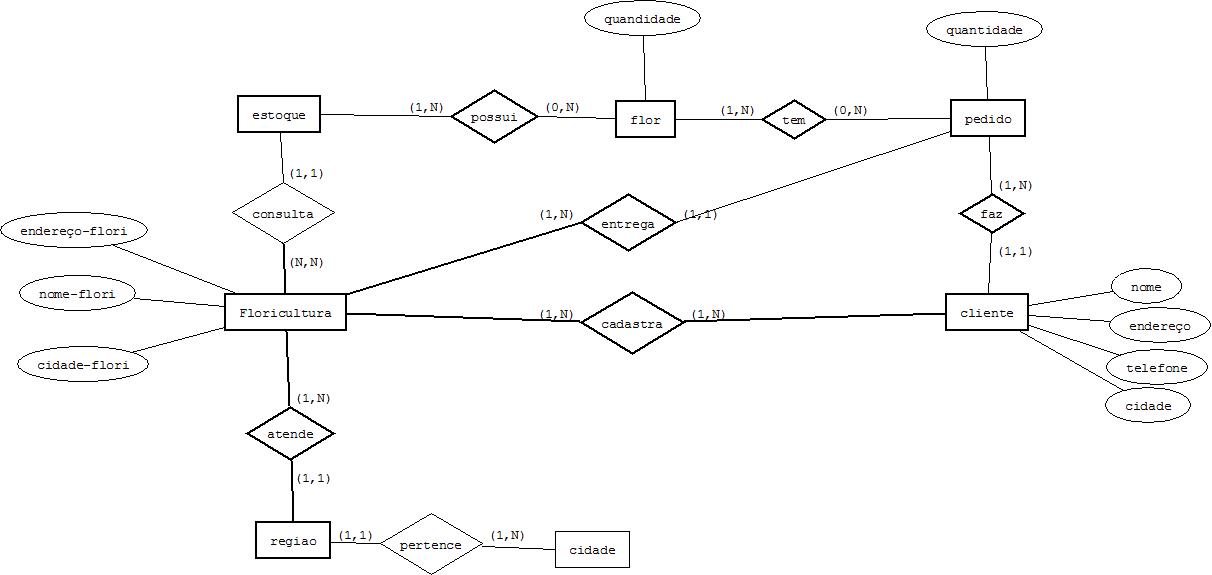 quandidade
quantidade
estoque
(1,N)
possui
(0,N)
flor
(1,N)
tem
(0,N)
pedido
(1,1)
consulta
(N,N)
(1,N)
entrega
(1,1)
(1,N)
faz
(1,1)
endereço-flori
nome-flori
cidade-flori
Floricultura
(1,N)
cadastra
(1,N)
cliente
nome
endereço
telefone
cidade
(1,N)
atende
(1,1)
regiao
(1,1)
pertence
(1,N)
cidade